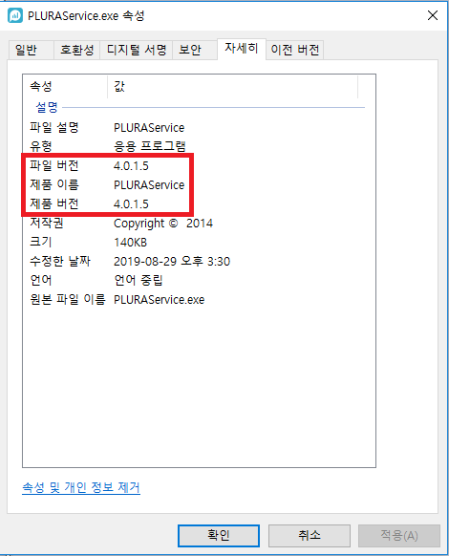 PLURAService.exe 속성
일반 호환성 디지털 서명 보안 자세히 이전 버전
속성 값
설명
파일 설명 PLURAService
유형 응용 프로그램
파일 버전 4.0.1.5
제품 이름 PLURAService
제품 버전 4.0.1.5
저작권 Copyright © 2014
크기 140KB
수정한 날짜 2019-08-29 오후 3:30
언어 언어 중립
원본 파일 이름 PLURAService.exe
속성 및 개인 정보 제거
확인 취소 적용(A)